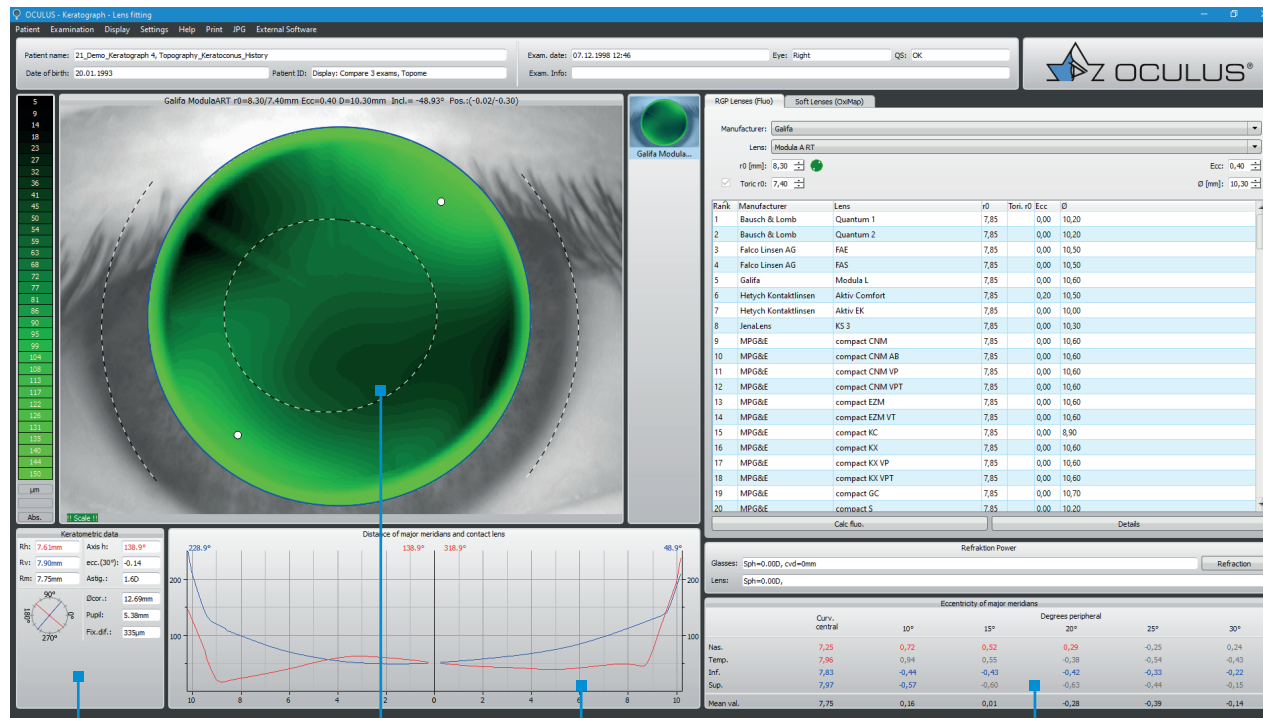 OCULUS - Keratograph - Lens fitting
Patient Examination Display Settings Help Print JPG External Software
Patient name: 21_Demo_Keratograph 4, Topography_Keratoconus_History
Exam. date: 07.12.1998 12:46 Eye: Right QS: OK
Date of birth: 20.01.1993 Patient ID: Display: Compare 3 exams, Topome
Exam. Info:
OCULUS®
Galifa ModulaART r0=8.30/7.40mm Ecc=0.40 D=10.30mm Incl.= -48.93° Pos.:(-0.02/-0.30)
5
9
14
18
23
27
32
36
41
45
50
54
59
63
68
72
77
81
86
90
95
99
104
108
113
117
122
126
131
135
140
144
150
µm
Abs.
!! Scale !!
Galifa Modula...
RGP Lenses (Fluo) Soft Lenses (OxiMap)
Manufacturer: Galifa
Lens: Modula A RT
r0 [mm]: 8,30 Ecc: 0,40
Toric r0: 7,40 Ø [mm]: 10,30
Rank Manufacturer Lens r0 Tori. r0 Ecc Ø
1 Bausch & Lomb Quantum 1 7,85 0,00 10,20
2 Bausch & Lomb Quantum 2 7,85 0,00 10,20
3 Falco Linsen AG FAE 7,85 0,00 10,50
4 Falco Linsen AG FAS 7,85 0,00 10,50
5 Galifa Modula L 7,85 0,00 10,60
6 Hetych Kontaktlinsen Aktiv Comfort 7,85 0,20 10,50
7 Hetych Kontaktlinsen Aktiv EK 7,85 0,00 10,00
8 JenaLens KS 3 7,85 0,00 10,30
9 MPG&E compact CNM 7,85 0,00 10,60
10 MPG&E compact CNM AB 7,85 0,00 10,60
11 MPG&E compact CNM VP 7,85 0,00 10,60
12 MPG&E compact CNM VPT 7,85 0,00 10,60
13 MPG&E compact EZM 7,85 0,00 10,60
14 MPG&E compact EZM VT 7,85 0,00 10,60
15 MPG&E compact KC 7,85 0,00 8,90
16 MPG&E compact KX 7,85 0,00 10,60
17 MPG&E compact KX VP 7,85 0,00 10,60
18 MPG&E compact KX VPT 7,85 0,00 10,60
19 MPG&E compact GC 7,85 0,00 10,70
20 MPG&E compact S 7,85 0,00 10,20
Calc fluo. Details
Keratometric data
Rh: 7.61mm Axis h: 138.9°
Rv: 7.90mm ecc.(30°): -0.14
Rm: 7.75mm Astig.: 1.6D
90°
180° 0°
270°
Øcor.: 12.69mm
Pupil: 5.38mm
Fix.dif.: 335µm
Distance of major meridians and contact lens
228.9° 138.9° 318.9° 48.9°
200 200
100 100
10 8 6 4 2 0 2 4 6 8 10
Refraktion Power
Glasses: Sph=0.00D, cvd=0mm Refraction
Lens: Sph=0.00D,
Eccentricity of major meridians
Curv. central Degrees peripheral
10° 15° 20° 25° 30°
Nas. 7,25 0,72 0,52 0,29 -0,25 0,24
Temp. 7,96 0,94 0,55 -0,38 -0,54 -0,43
Inf. 7,83 -0,44 -0,43 -0,42 -0,33 -0,22
Sup. 7,97 -0,57 -0,60 -0,63 -0,44 -0,15
Mean val. 7,75 0,16 0,01 -0,28 -0,39 -0,14